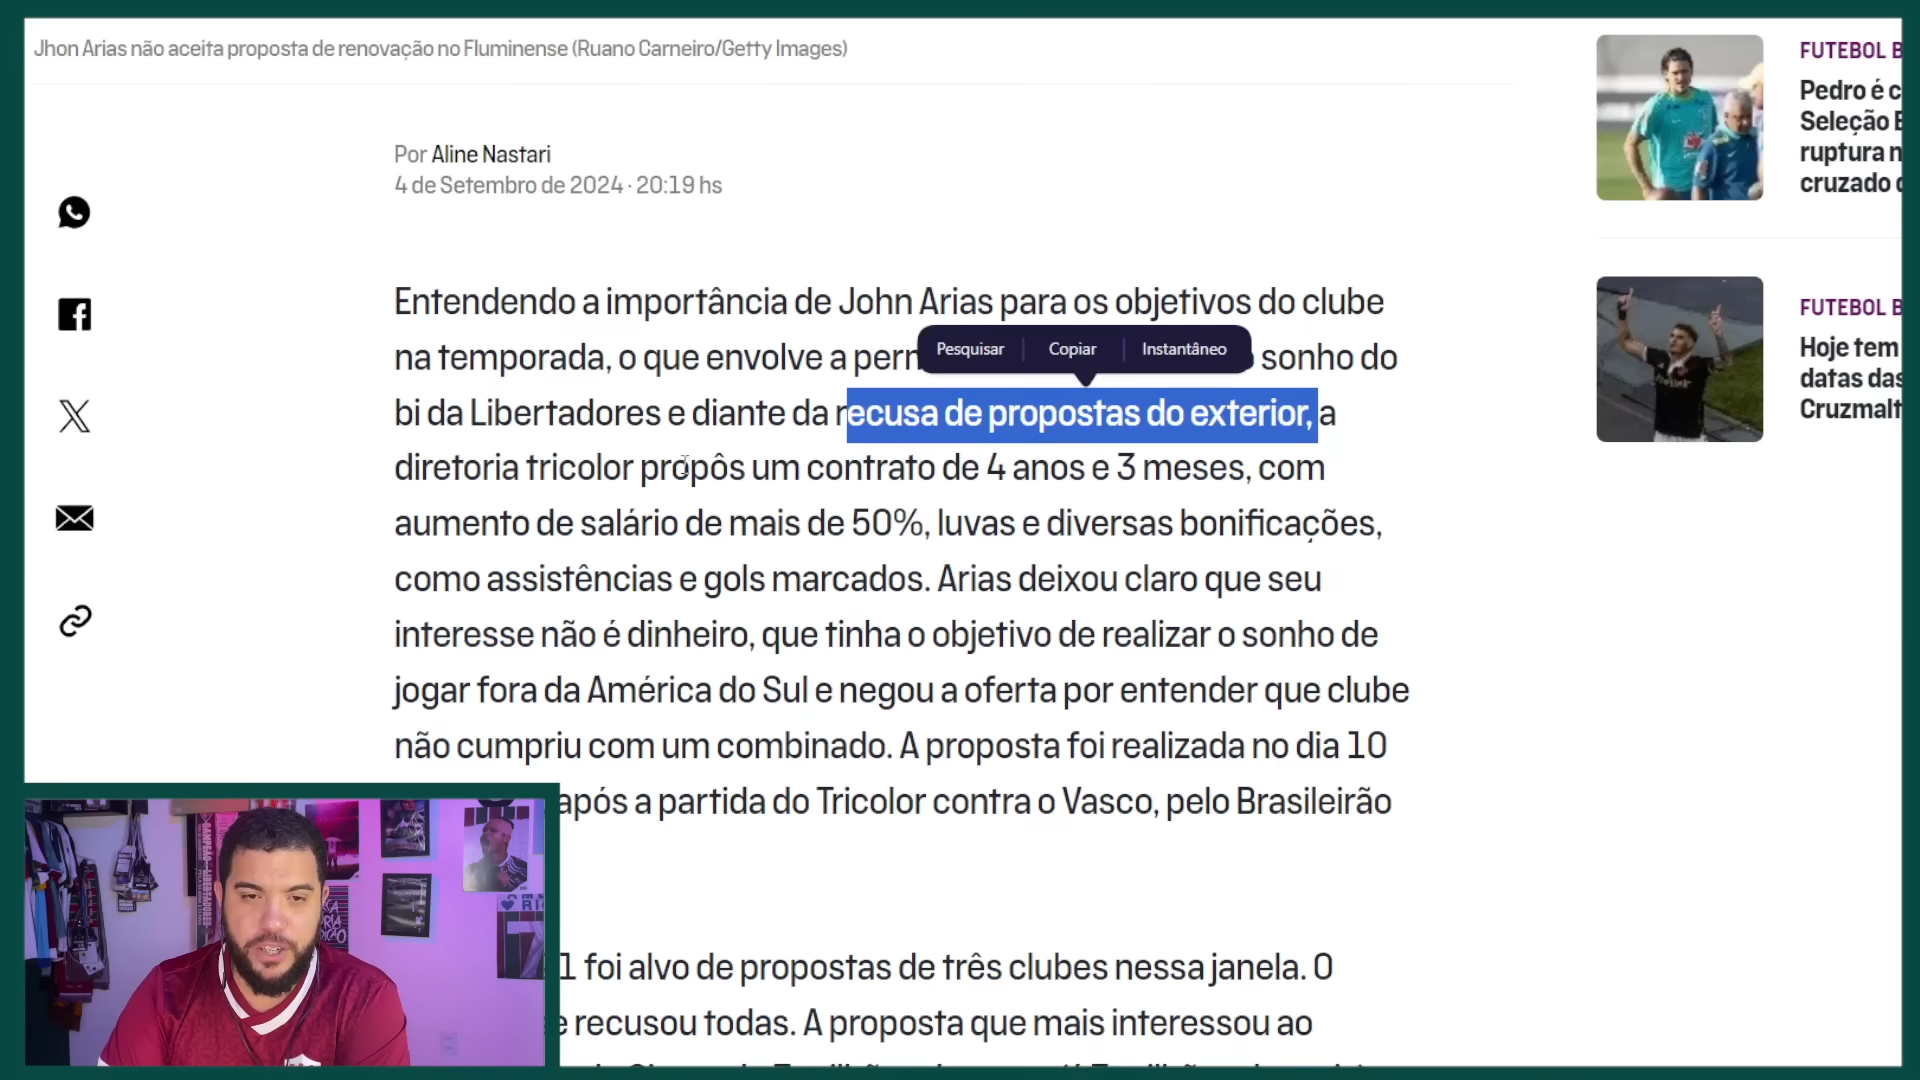 Jhon Arias não aceita proposta de renovação no Fluminense (Ruano Carneiro/Getty Images)
Por Aline Nastari
4 de Setembro de 2024 · 20:19 hs
Entendendo a importância de John Arias para os objetivos do clube
na temporada, o que envolve a sonho do
Pesquisar Copiar Instantâneo
bi da Libertadores e diante da recusa de propostas do exterior, a
diretoria tricolor propôs um contrato de 4 anos e 3 meses, com
aumento de salário de mais de 50%, luvas e diversas bonificações,
como assistências e gols marcados. Arias deixou claro que seu
interesse não é dinheiro, que tinha o objetivo de realizar o sonho de
jogar fora da América do Sul e negou a oferta por entender que clube
não cumpriu com um combinado. A proposta foi realizada no dia 10
após a partida do Tricolor contra o Vasco, pelo Brasileirão
1 foi alvo de propostas de três clubes nessa janela. O
recusou todas. A proposta que mais interessou ao
FUTEBOL B
Pedro é c
Seleção
ruptura n
cruzado
FUTEBOL B
Hoje tem
datas das
Cruzmalt